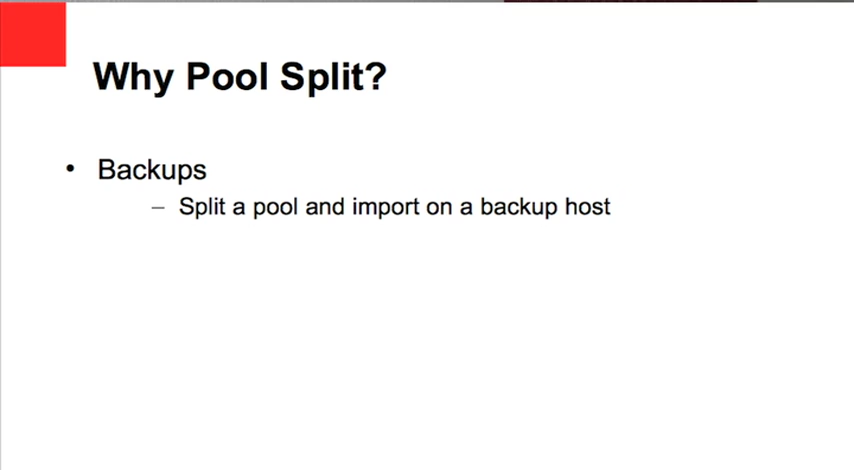 Why Pool Split?
• Backups
– Split a pool and import on a backup host